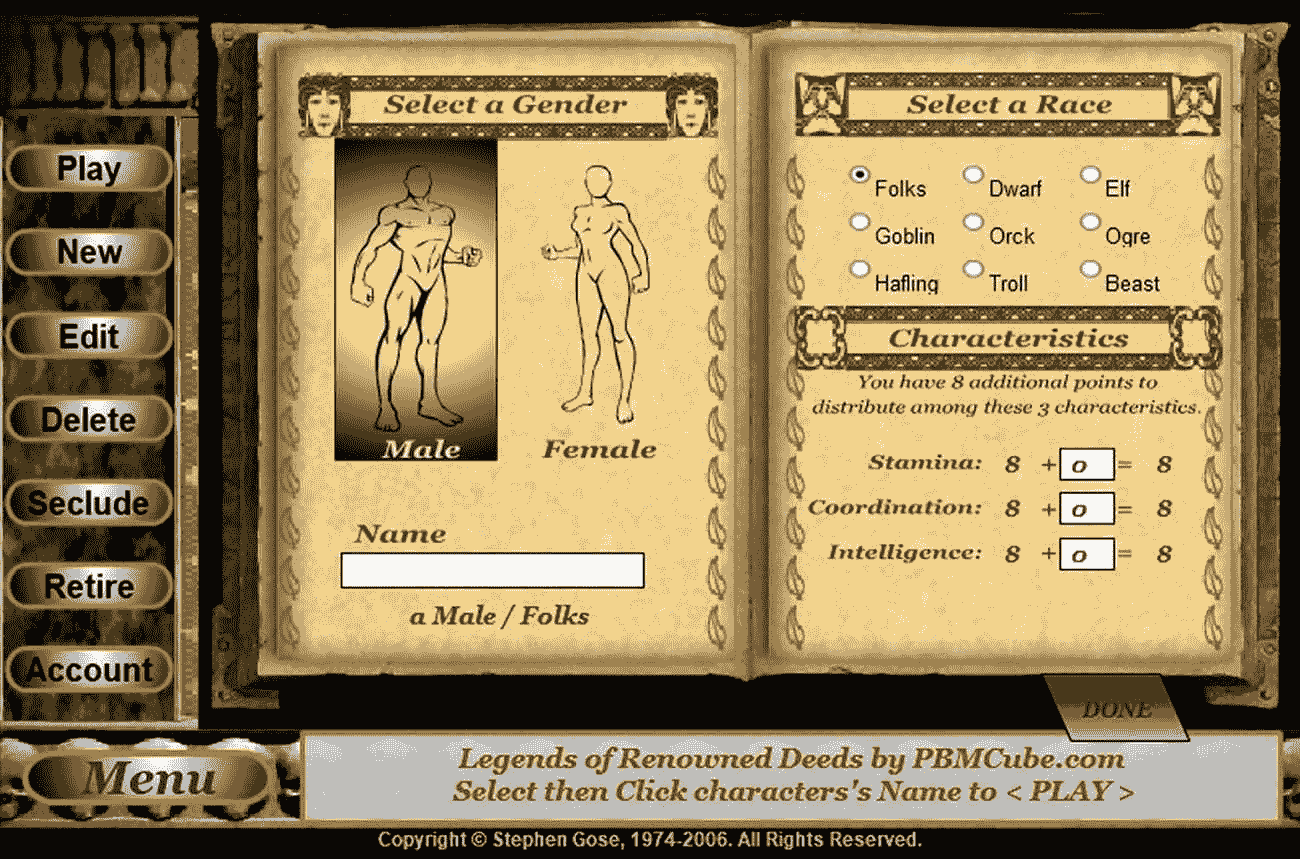 Play
New
Edit
Delete
Seclude
Retire
Account
Menu
Select a Gender
Male Female
Name
a Male / Folks
Select a Race
Folks Dwarf Elf
Goblin Orck Ogre
Hafling Troll Beast
Characteristics
You have 8 additional points to
distribute among these 3 characteristics.
Stamina: 8 + 0 = 8
Coordination: 8 + 0 = 8
Intelligence: 8 + 0 = 8
DONE
Legends of Renowned Deeds by PBMCube.com
Select then Click characters's Name to < PLAY >
Copyright © Stephen Gose, 1974-2006. All Rights Reserved.